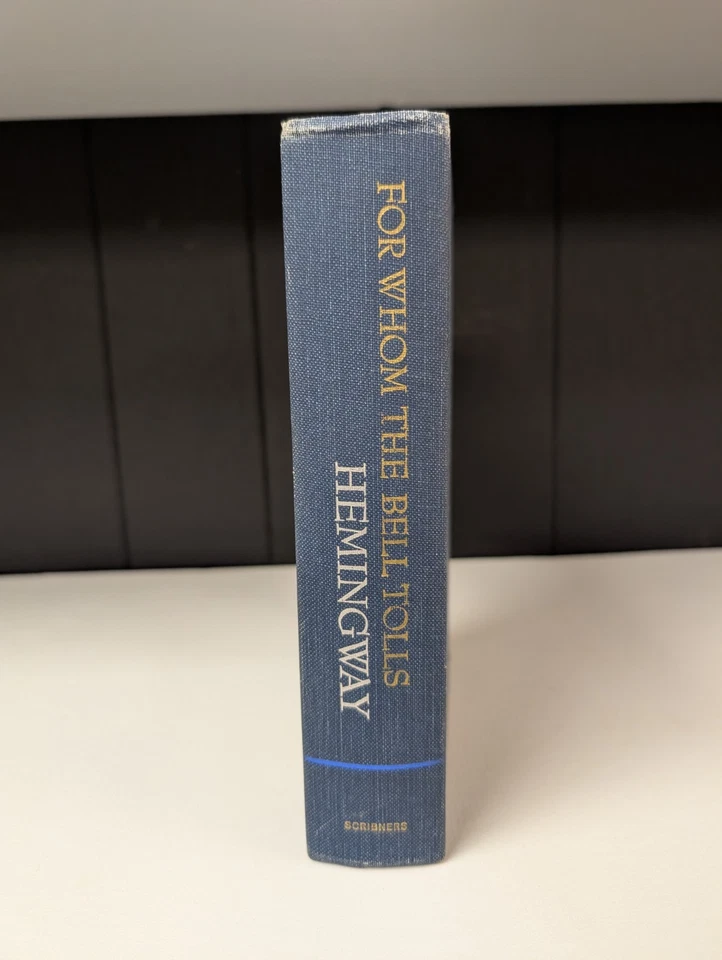 FOR WHOM THE BELL TOLLS
HEMINGWAY
SCRIBNERS